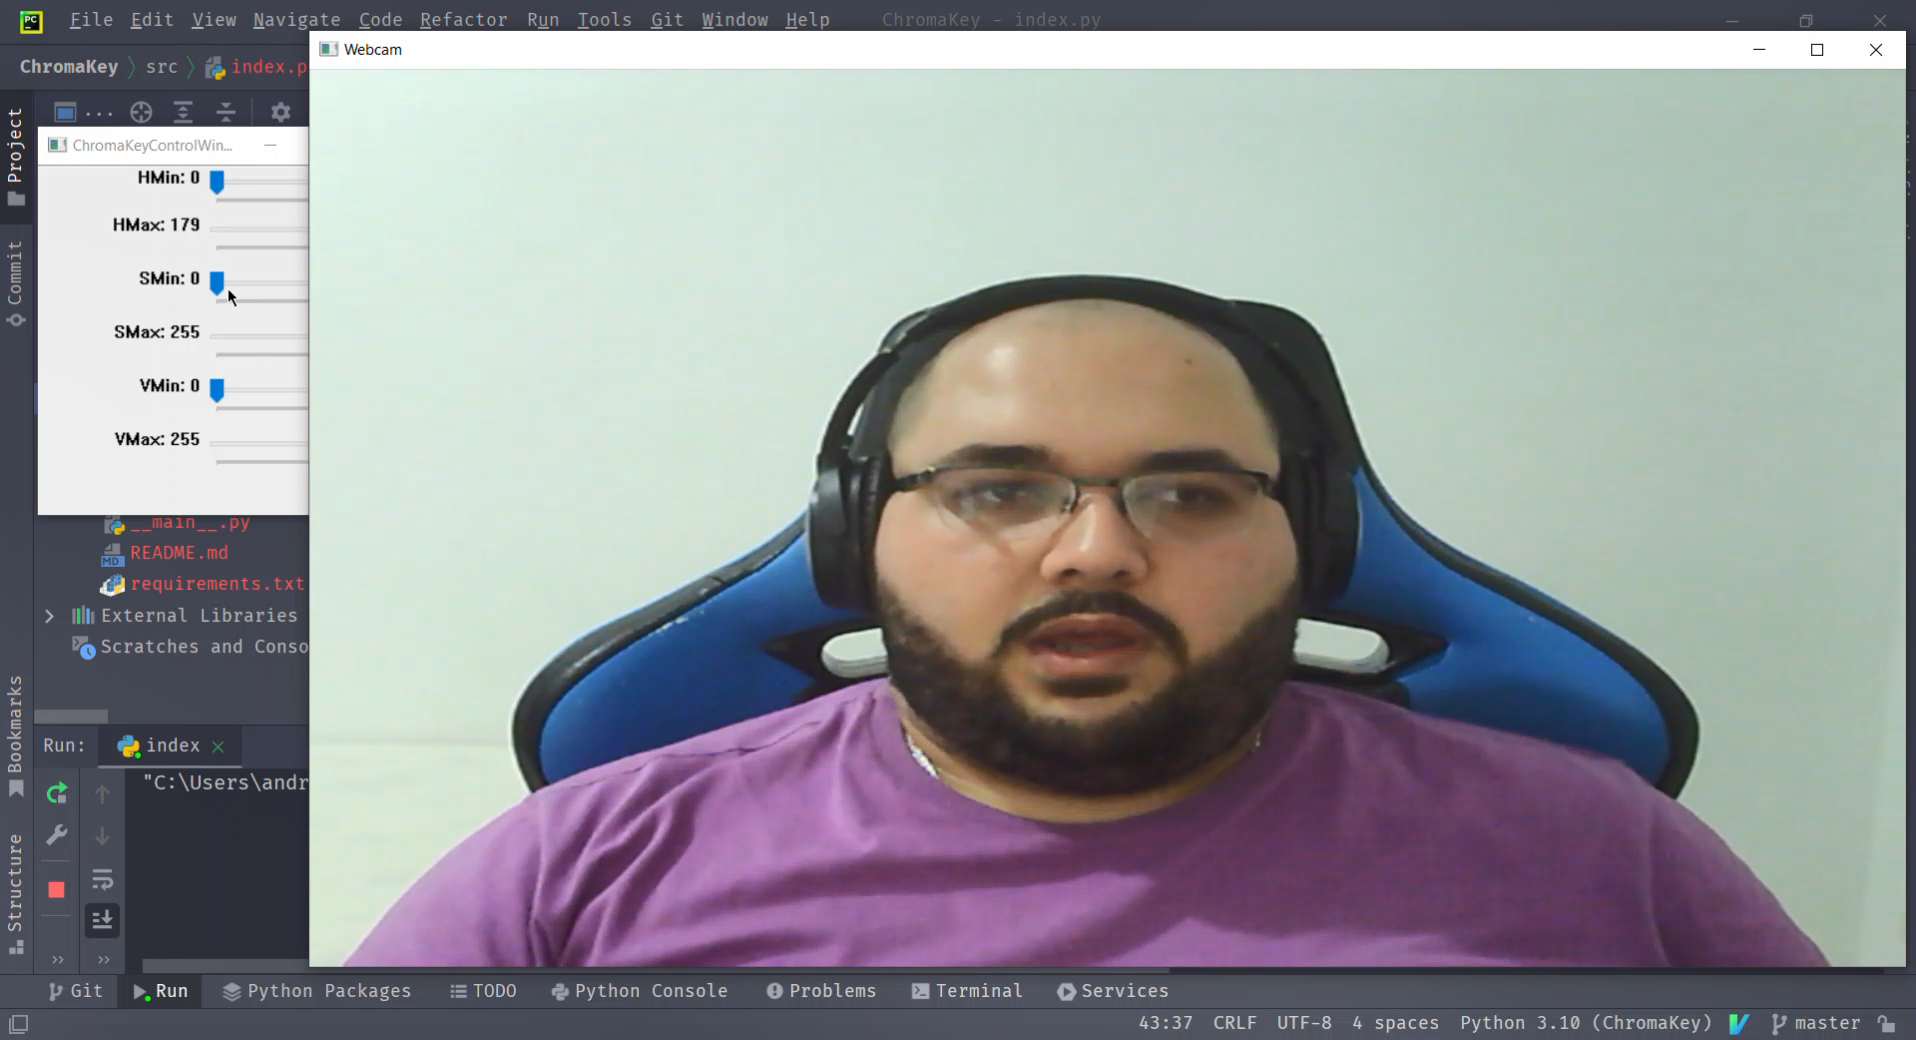 PC File Edit View Navigate Code Refactor Run Tools Git Window Help ChromaKey - index.py
Webcam
ChromaKey src index.p
Project
ChromaKeyControlWin...
HMin: 0
HMax: 179
SMin: 0
SMax: 255
VMin: 0
VMax: 255
Commit
__main__.py
MD README.md
requirements.txt
External Libraries
Scratches and Conso
Bookmarks
Run: index
"C:\Users\andr
Structure
Git Run Python Packages TODO Python Console Problems Terminal Services
43:37 CRLF UTF-8 4 spaces Python 3.10 (ChromaKey) master